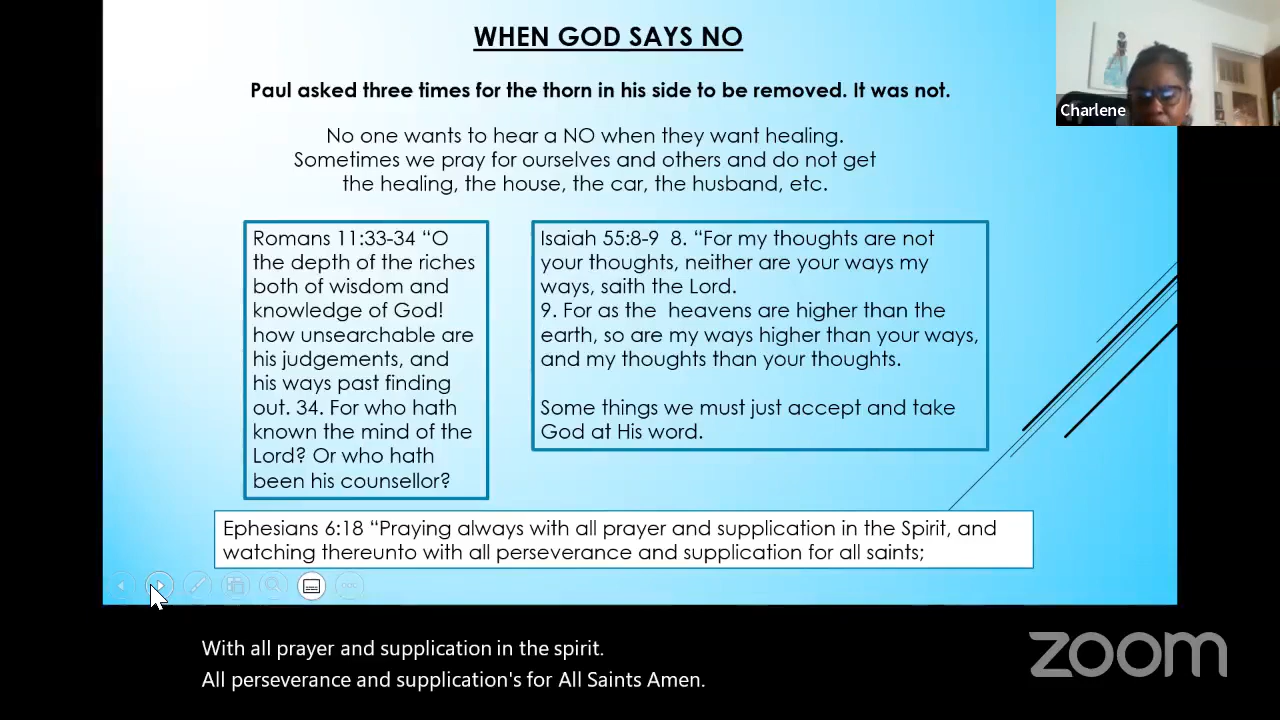 WHEN GOD SAYS NO
Charlene
Paul asked three times for the thorn in his side to be removed. It was not.
No one wants to hear a NO when they want healing.
Sometimes we pray for ourselves and others and do not get
the healing, the house, the car, the husband, etc.
Romans 11:33-34 “O
the depth of the riches
both of wisdom and
knowledge of God!
how unsearchable are
his judgements, and
his ways past finding
out. 34. For who hath
known the mind of the
Lord? Or who hath
been his counsellor?
Isaiah 55:8-9  8. “For my thoughts are not
your thoughts, neither are your ways my
ways, saith the Lord.
9. For as the  heavens are higher than the
earth, so are my ways higher than your ways,
and my thoughts than your thoughts.
Some things we must just accept and take
God at His word.
Ephesians 6:18 “Praying always with all prayer and supplication in the Spirit, and
watching thereunto with all perseverance and supplication for all saints;
With all prayer and supplication in the spirit.
All perseverance and supplication's for All Saints Amen.
zoom